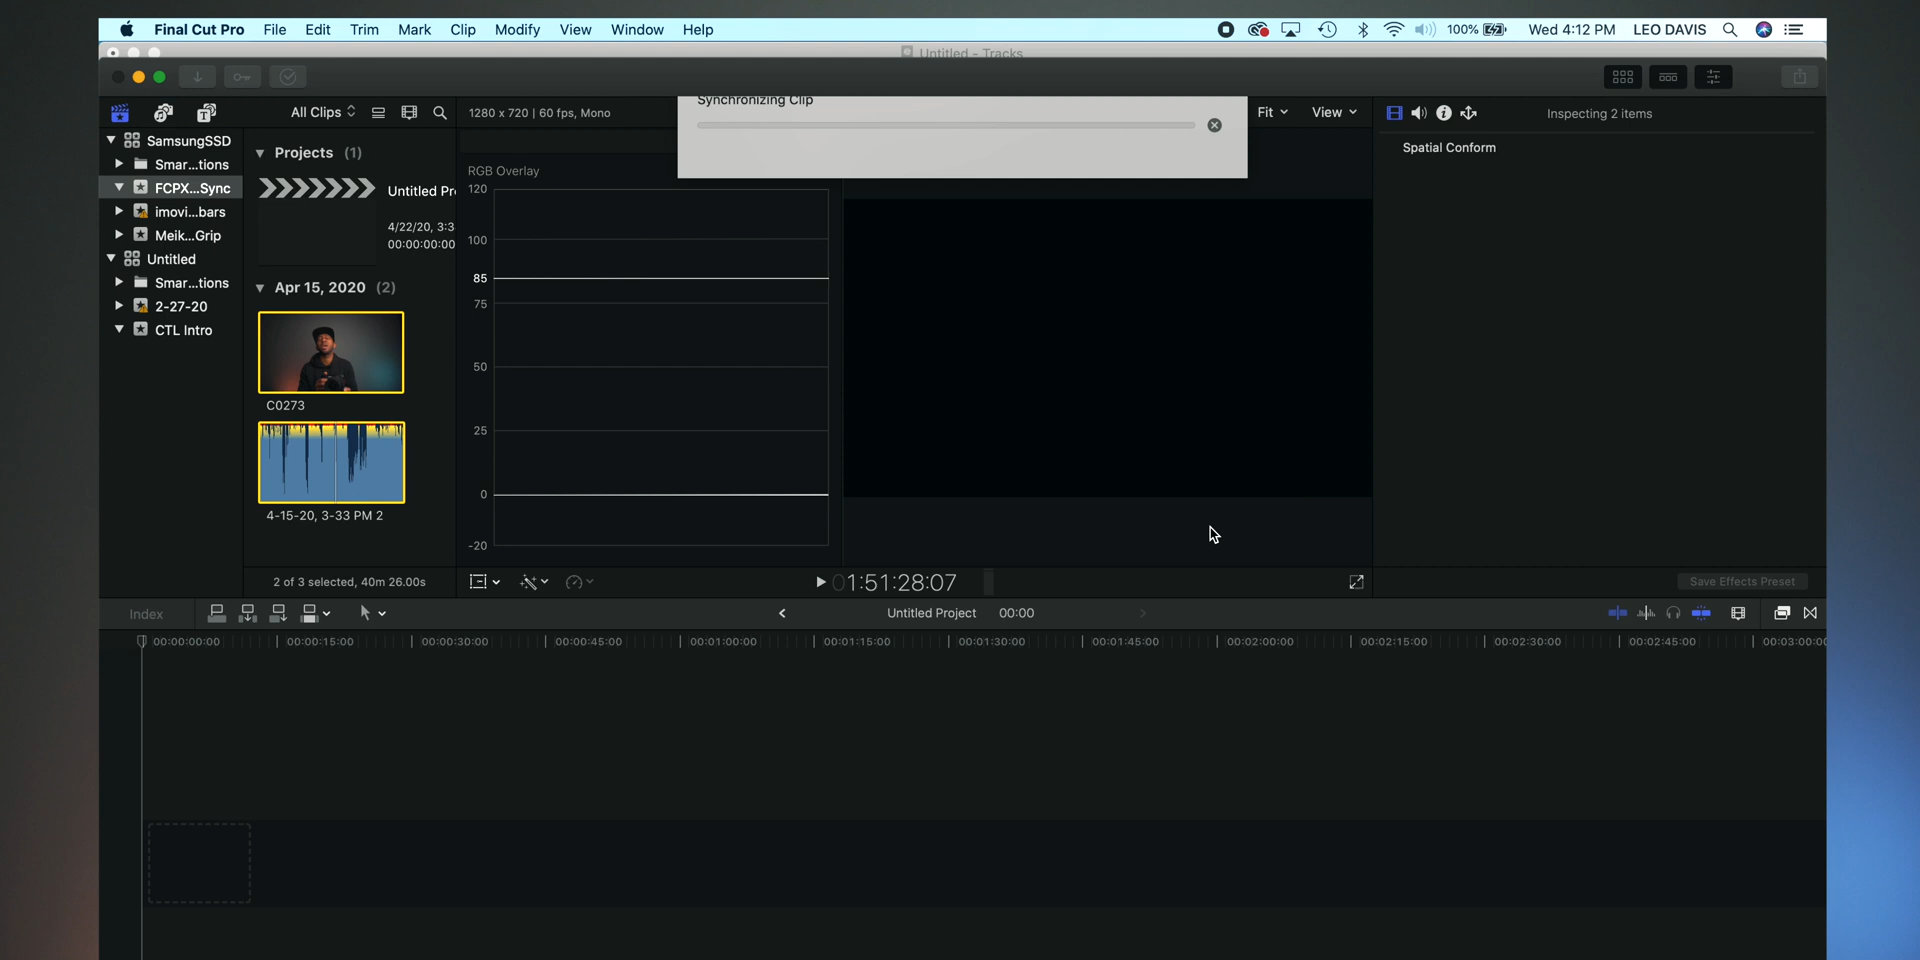 Final Cut Pro File Edit Trim Mark Clip Modify View Window Help 100% Wed 4:12 PM LEO DAVIS
Untitled - Tracks
All Clips 1280 x 720 | 60 fps, Mono Synchronizing Clip Fit View Inspecting 2 items
SamsungSSD
Smar...tions
FCPX...Sync
imovi...bars
Meik...Grip
Untitled
Smar...tions
2-27-20
CTL Intro
Projects (1)
Untitled Pr
4/22/20, 3:3
00:00:00:00
Apr 15, 2020 (2)
C0273
4-15-20, 3-33 PM 2
2 of 3 selected, 40m 26.00s
RGB Overlay
120
100
85
75
50
25
0
-20
01:51:28:07
Spatial Conform
Save Effects Preset
Index Untitled Project 00:00
00:00:00:00 00:00:15:00 00:00:30:00 00:00:45:00 00:01:00:00 00:01:15:00 00:01:30:00 00:01:45:00 00:02:00:00 00:02:15:00 00:02:30:00 00:02:45:00 00:03:00:00